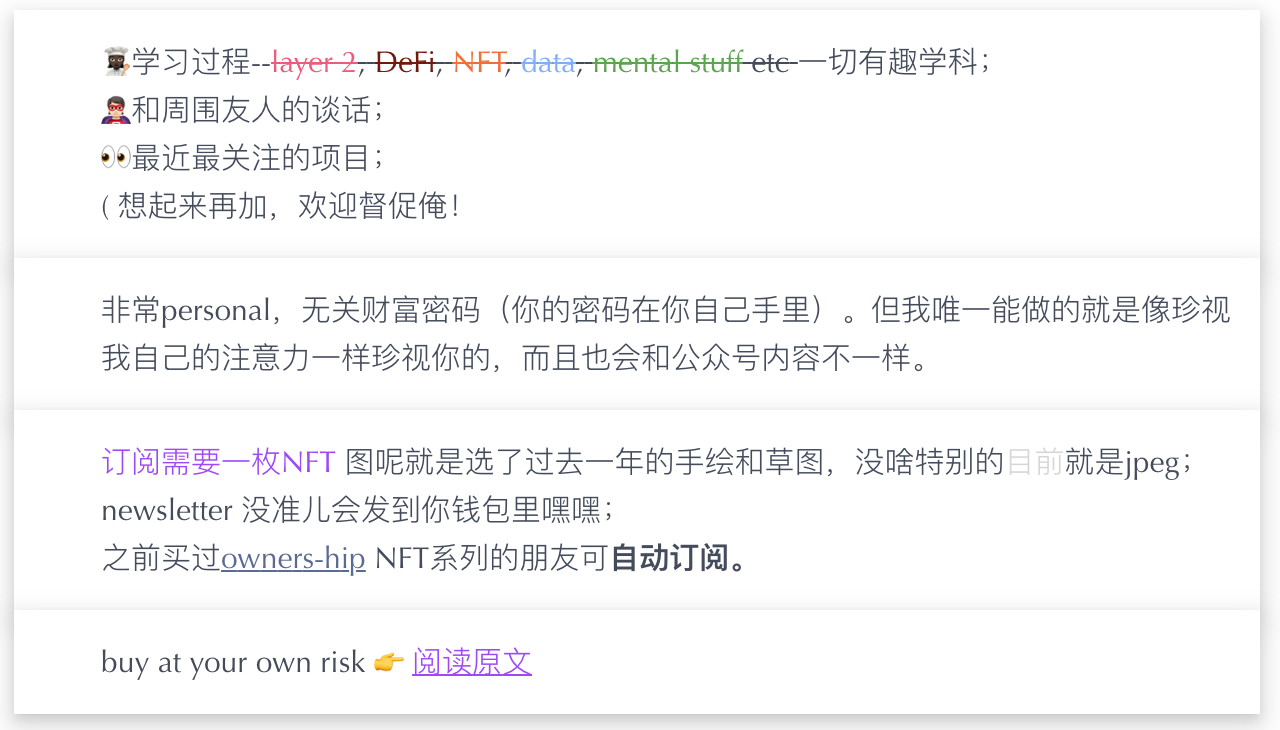 👨🏿‍🍳学习过程--layer 2, DeFi, NFT, data, mental stuff etc 一切有趣学科；
🦸🏻和周围友人的谈话；
👀最近最关注的项目；
( 想起来再加，欢迎督促俺！
非常personal，无关财富密码（你的密码在你自己手里）。但我唯一能做的就是像珍视
我自己的注意力一样珍视你的，而且也会和公众号内容不一样。
订阅需要一枚NFT 图呢就是选了过去一年的手绘和草图，没啥特别的目前就是jpeg；
newsletter 没准儿会发到你钱包里嘿嘿；
之前买过owners-hip NFT系列的朋友可自动订阅。
buy at your own risk 👉 阅读原文